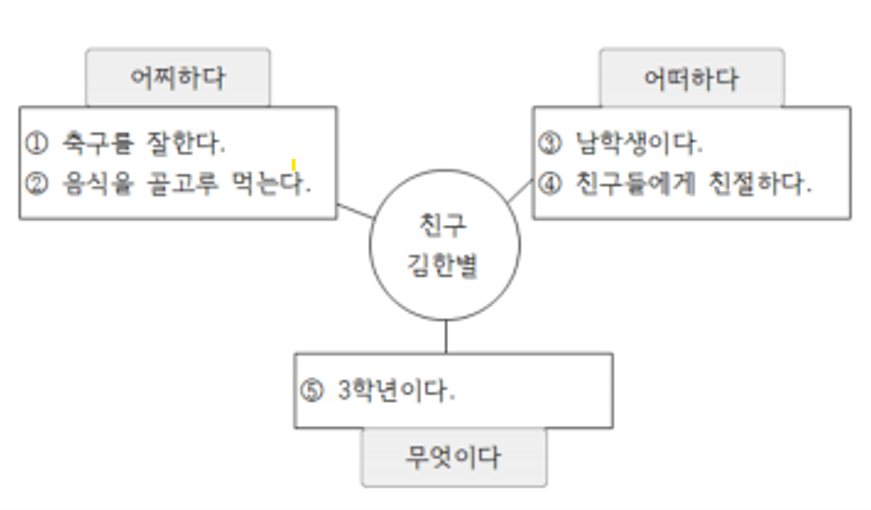 어찌하다
① 축구를 잘한다.
② 음식을 골고루 먹는다.
어떠하다
③ 남학생이다.
④ 친구들에게 친절하다.
친구
김한별
⑤ 3학년이다.
무엇이다